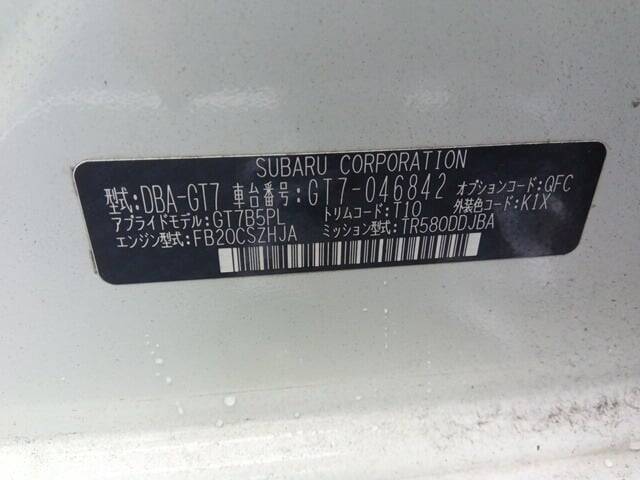 SUBARU CORPORATION
型式:DBA-GT7 車台番号:GT7-046842 オプションコード:QFC
アプライドモデル:GT7B5PL トリムコード:T10 外装色コード:K1X
エンジン型式:FB20CSZHJA ミッション型式:TR580DDJBA